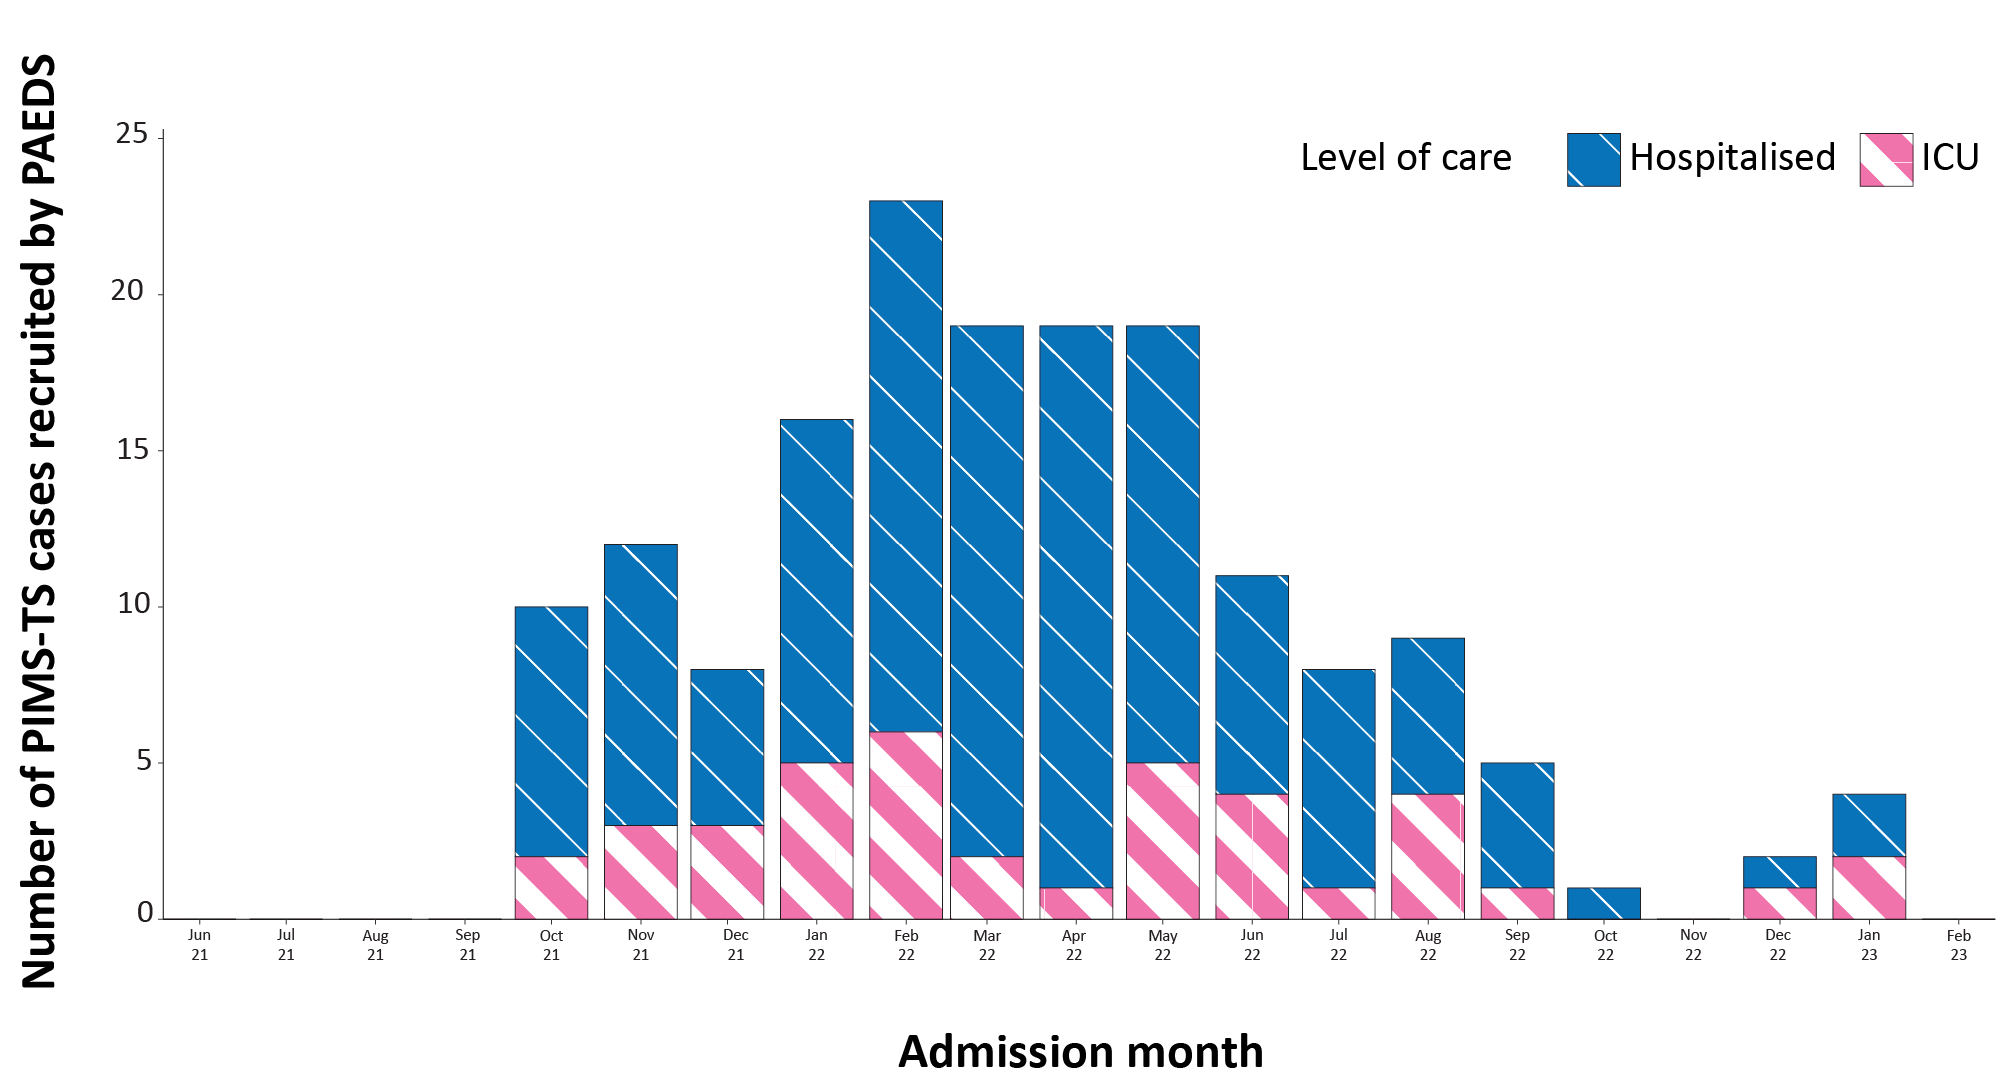 Number of PIMS-TS cases recruited by PAEDS
25
20
15
10
5
0
Level of care Hospitalised ICU
Jun Jul Aug Sep Oct Nov Dec Jan Feb Mar Apr May Jun Jul Aug Sep Oct Nov Dec Jan Feb
21 21 21 21 21 21 21 22 22 22 22 22 22 22 22 22 22 22 22 23 23
Admission month